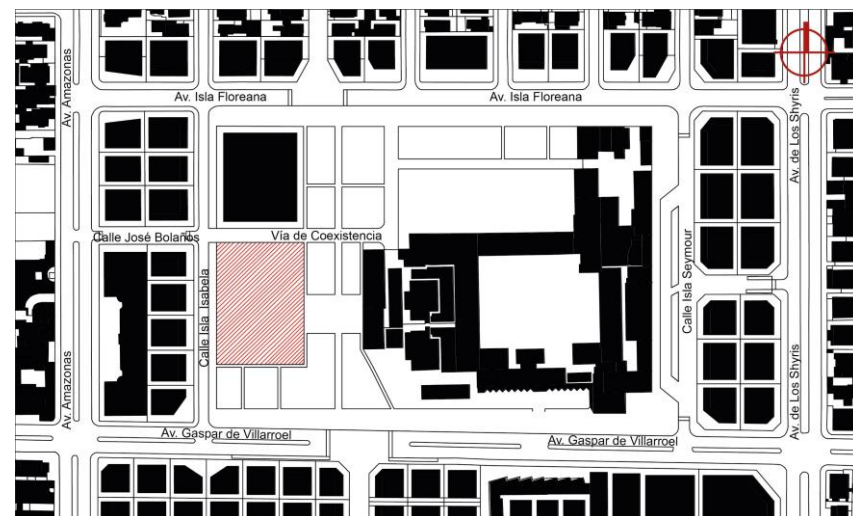 Av. Isla Floreana
Av. Isla Floreana
Av. Amazonas
Av. de Los Shyris
Calle José Bolaños
Vía de Coexistencia
Calle Isla Isabela
Calle Isla Seymour
Av. Amazonas
Av. de Los Shyris
Av. Gaspar de Villarroel
Av. Gaspar de Villarroel